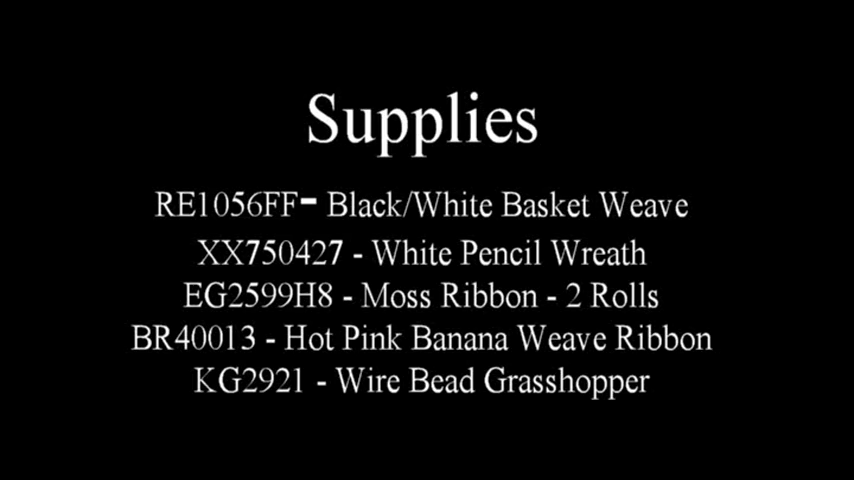 Supplies
RE1056FF- Black/White Basket Weave
XX750427 - White Pencil Wreath
EG2599H8 - Moss Ribbon - 2 Rolls
BR40013 - Hot Pink Banana Weave Ribbon
KG2921 - Wire Bead Grasshopper